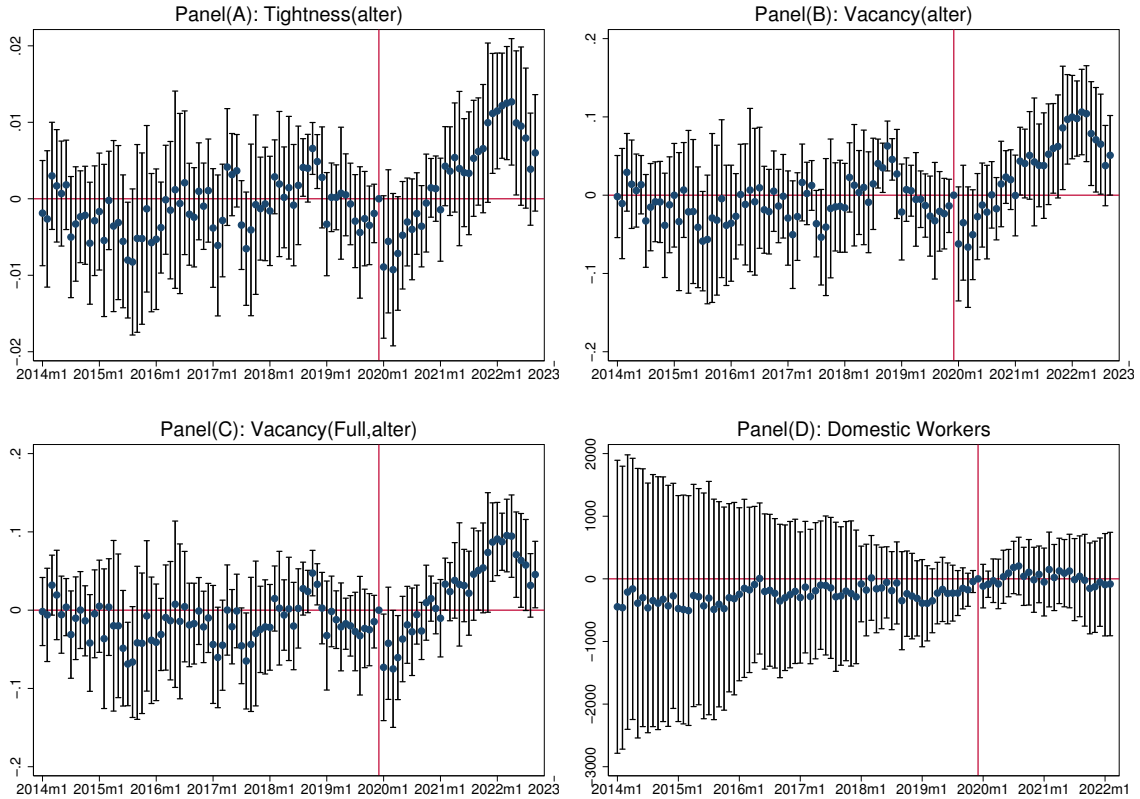 Panel(A): Tightness(alter)
.02
.01
0
-.01
-.02
2014m1 2015m1 2016m1 2017m1 2018m1 2019m1 2020m1 2021m1 2022m1 2023
Panel(B): Vacancy(alter)
.2
.1
0
-.1
-.2
2014m1 2015m1 2016m1 2017m1 2018m1 2019m1 2020m1 2021m1 2022m1 2023
Panel(C): Vacancy(Full,alter)
.2
.1
0
-.1
-.2
2014m1 2015m1 2016m1 2017m1 2018m1 2019m1 2020m1 2021m1 2022m1 2023
Panel(D): Domestic Workers
2000
1000
0
-1000
-2000
-3000
2014m1 2015m1 2016m1 2017m1 2018m1 2019m1 2020m1 2021m1 2022m1